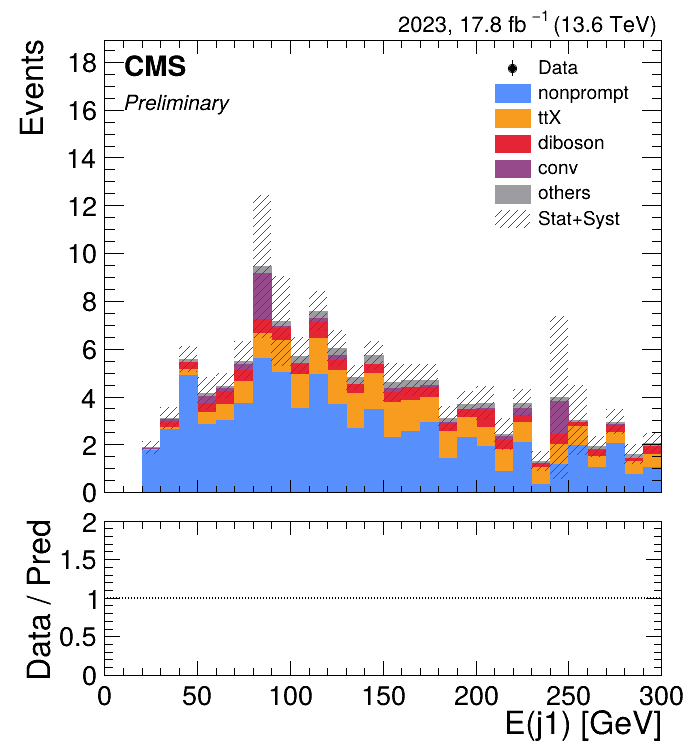 2023, 17.8 fb⁻¹ (13.6 TeV)
Events
18
16
14
12
10
8
6
4
2
0
CMS
Preliminary
Data
nonprompt
ttX
diboson
conv
others
Stat+Syst
Data / Pred
2
1.5
1
0.5
0
0 50 100 150 200 250 300
E(j1) [GeV]